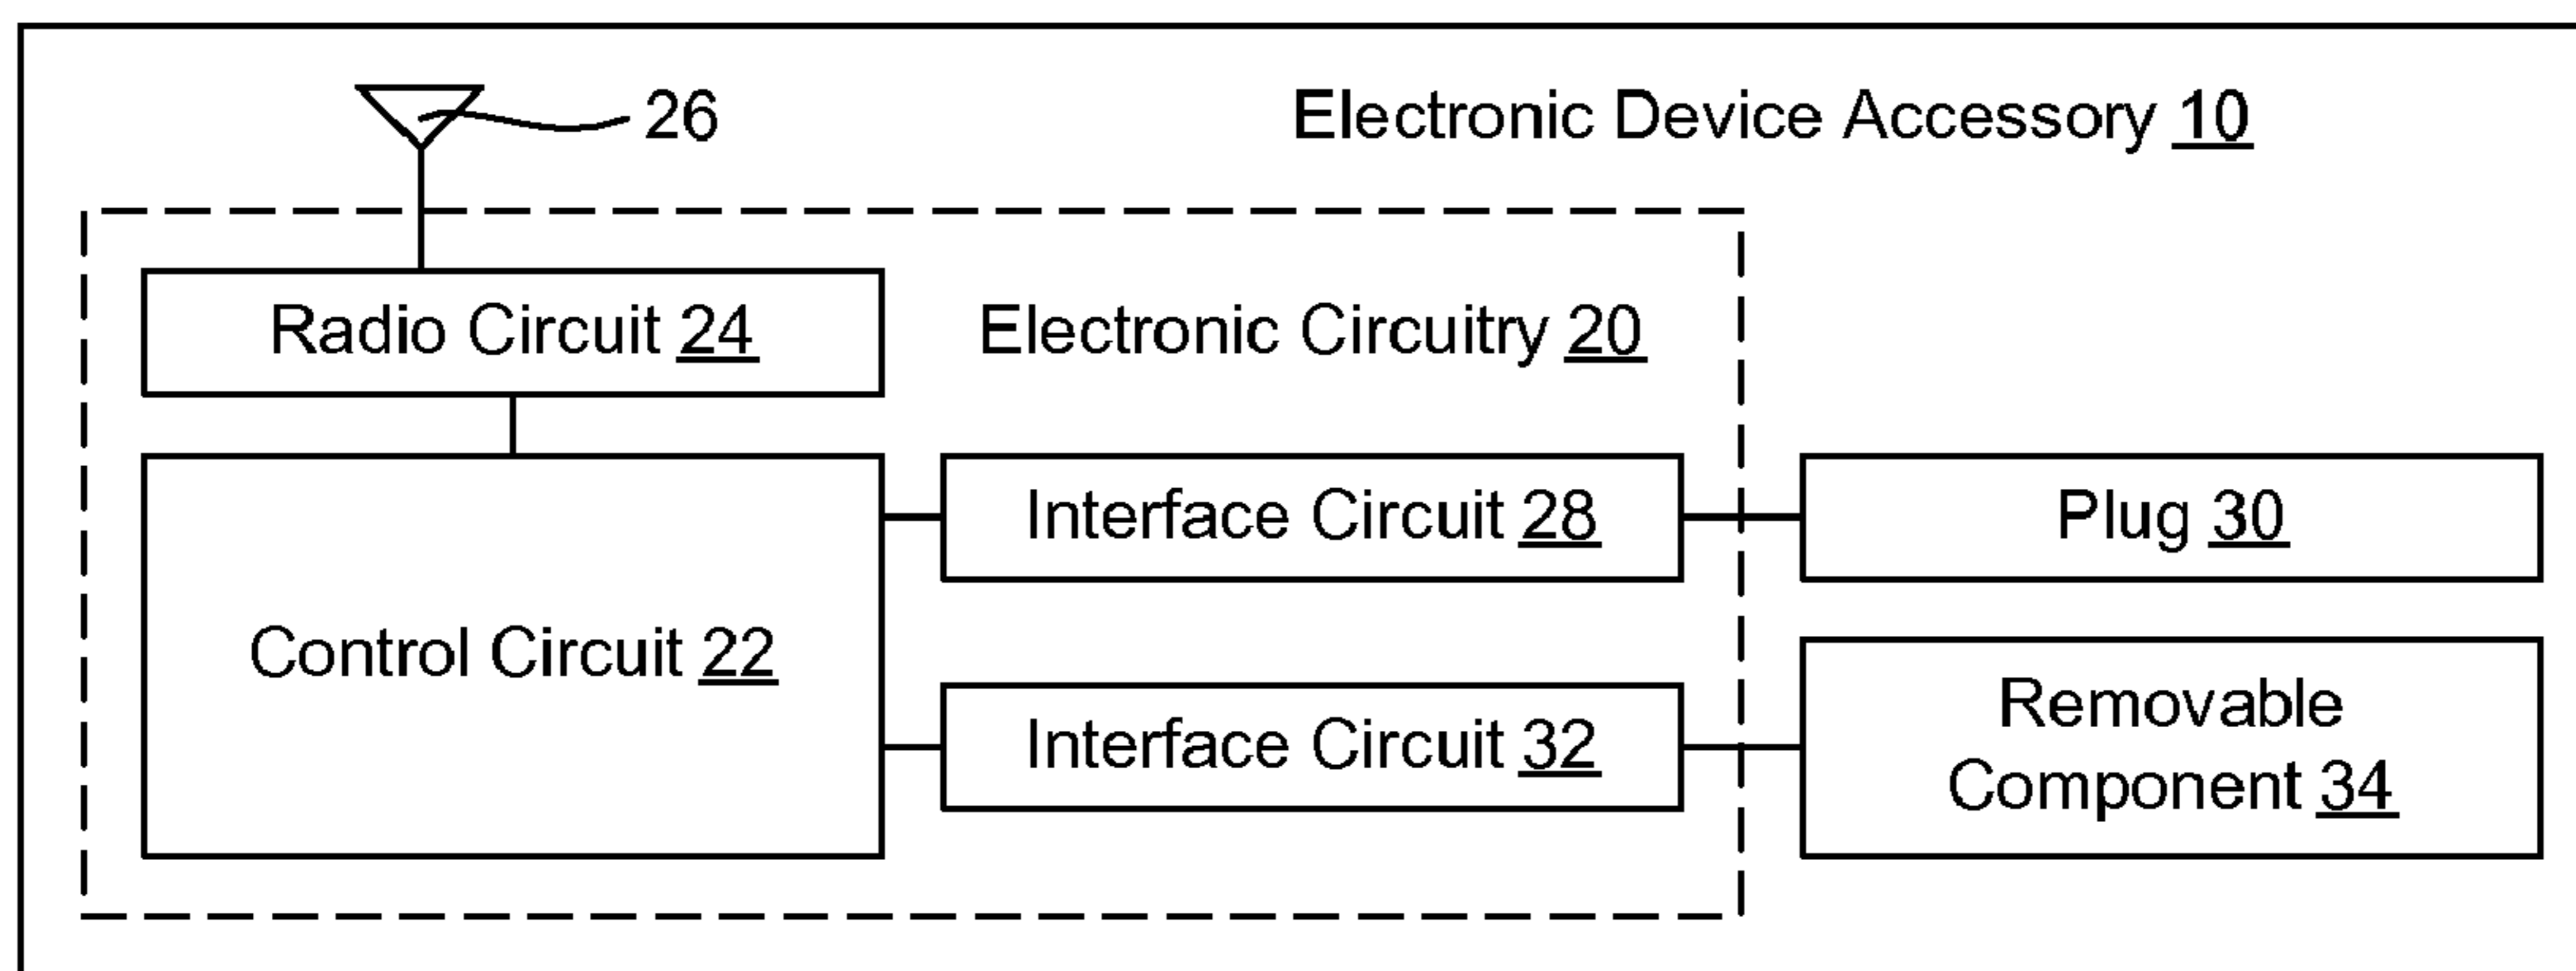 26
Electronic Device Accessory 10
Radio Circuit 24
Electronic Circuitry 20
Interface Circuit 28
Plug 30
Control Circuit 22
Interface Circuit 32
Removable
Component 34